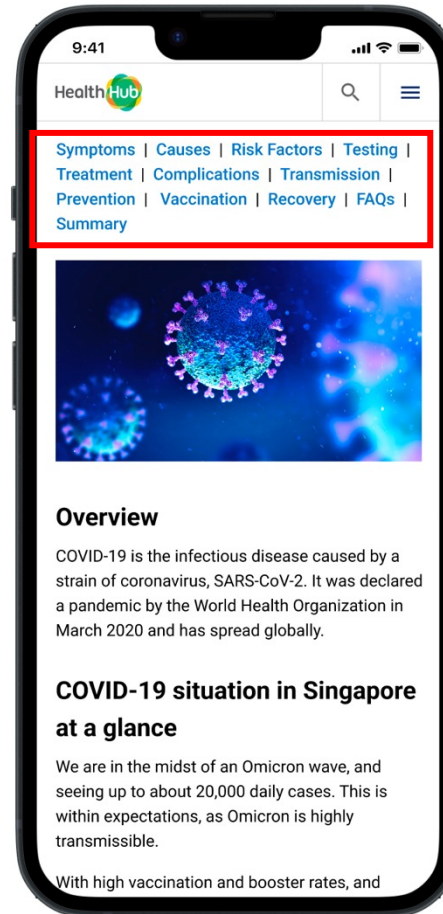 9:41
HealthHub
Symptoms | Causes | Risk Factors | Testing |
Treatment | Complications | Transmission |
Prevention | Vaccination | Recovery | FAQs |
Summary
Overview
COVID-19 is the infectious disease caused by a
strain of coronavirus, SARS-CoV-2. It was declared
a pandemic by the World Health Organization in
March 2020 and has spread globally.
COVID-19 situation in Singapore
at a glance
We are in the midst of an Omicron wave, and
seeing up to about 20,000 daily cases. This is
within expectations, as Omicron is highly
transmissible.
With high vaccination and booster rates, and